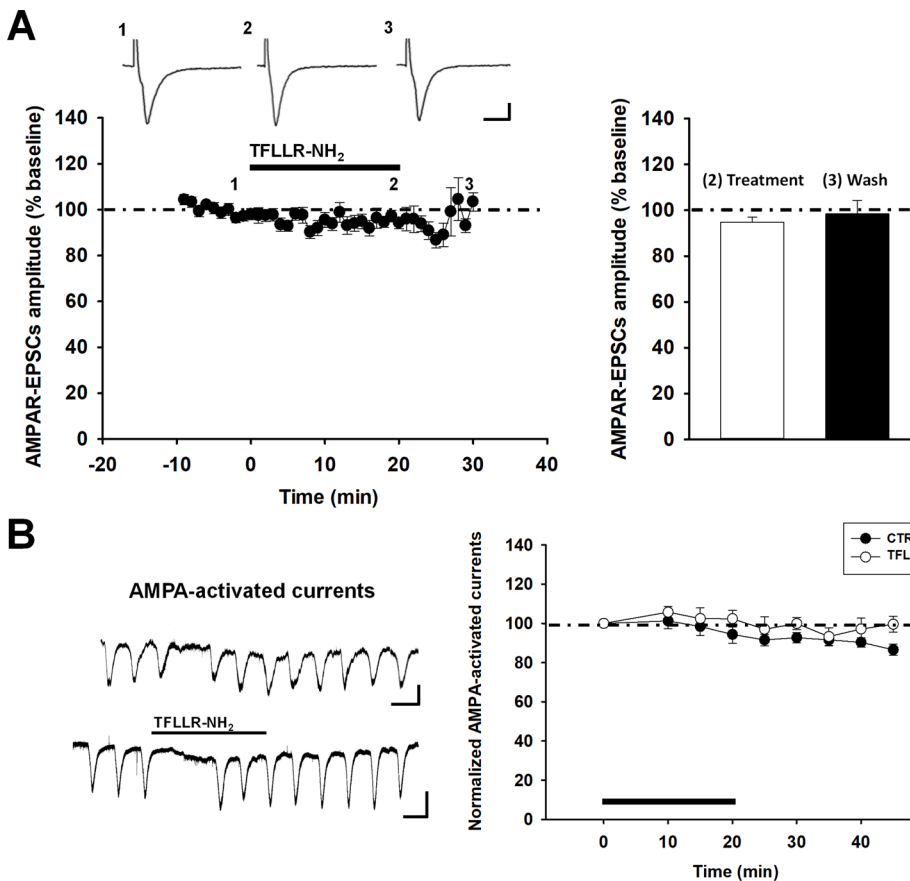 A
1 2 3
AMPAR-EPSCs amplitude (% baseline)
140
120
100
80
60
40
20
0
TFLLR-NH2
1 2 3
-20 -10 0 10 20 30 40
Time (min)
AMPAR-EPSCs amplitude (% baseline)
140
120
100
80
60
40
20
0
(2) Treatment (3) Wash
B
AMPA-activated currents
TFLLR-NH2
Normalized AMPA-activated currents
140
120
100
80
60
40
20
0
CTR
TFL
0 10 20 30 40
Time (min)